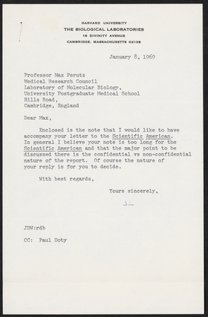 HARVARD UNIVERSITY
THE BIOLOGICAL LABORATORIES
16 DIVINITY AVENUE
CAMBRIDGE, MASSACHUSETTS 02138
January 8, 1969
Professor Max Perutz
Medical Research Council
Laboratory of Molecular Biology,
University Postgraduate Medical School
Hills Road,
Cambridge, England
Dear Max,
Enclosed is the note that I would like to have
accompany your letter to the Scientific American.
In general I believe your note is too long for the
Scientific American and that the major point to be
discussed there is the confidential vs non-confidential
nature of the report. Of course the nature of
your reply is for you to decide.
With best regards,
Yours sincerely,
JDW:rdh
CC: Paul Doty